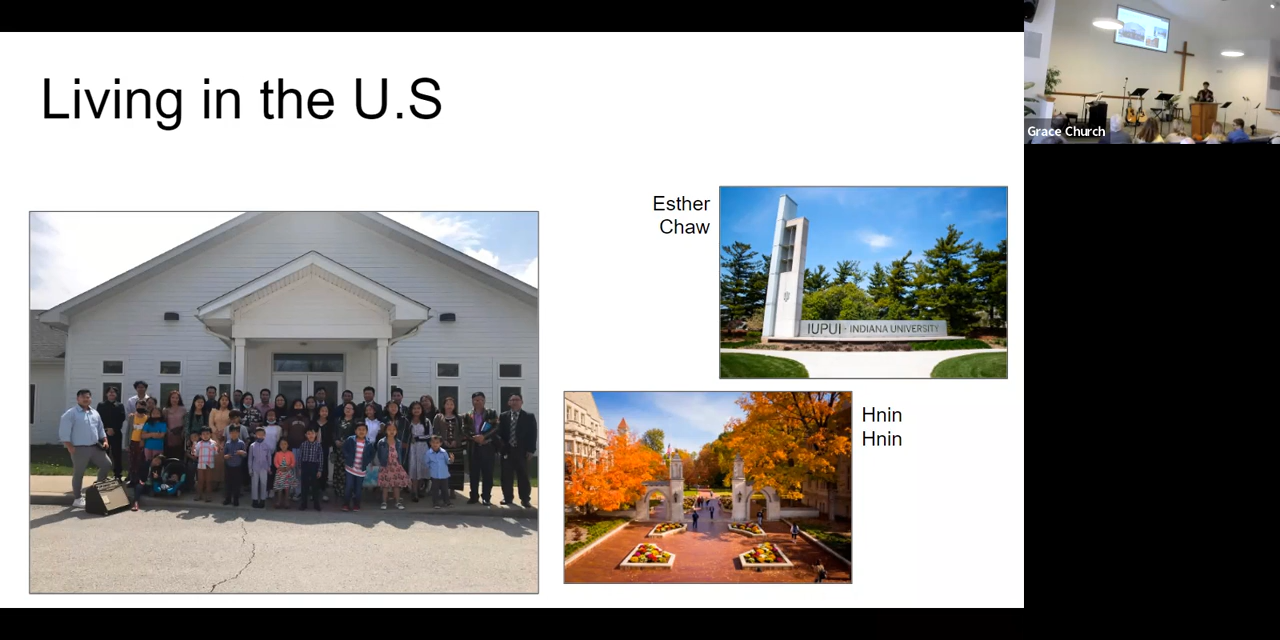 Living in the U.S
Grace Church
Esther
Chaw
IUPUI · INDIANA UNIVERSITY
Hnin
Hnin